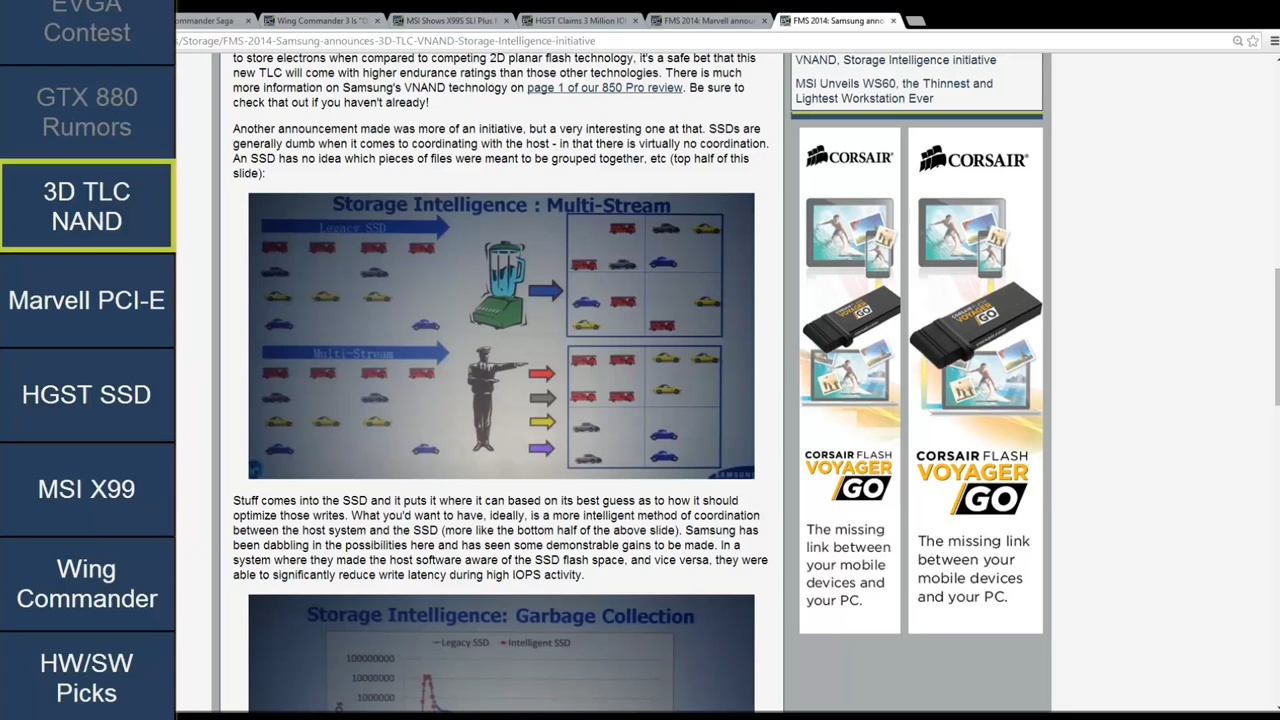 EVGA
Contest
GTX 880
Rumors
3D TLC
NAND
Marvell PCI-E
HGST SSD
MSI X99
Wing
Commander
HW/SW
Picks
ommander Saga
Wing Commander 3 Is "O
MSI Shows X99S SLI Plus
HGST Claims 3 Million IO
FMS 2014: Marvell annou
FMS 2014: Samsung anno
s/Storage/FMS-2014-Samsung-announces-3D-TLC-VNAND-Storage-Intelligence-initiative
to store electrons when compared to competing 2D planar flash technology, it's a safe bet that this
new TLC will come with higher endurance ratings than those other technologies. There is much
more information on Samsung's VNAND technology on page 1 of our 850 Pro review. Be sure to
check that out if you haven't already!
Another announcement made was more of an initiative, but a very interesting one at that. SSDs are
generally dumb when it comes to coordinating with the host - in that there is virtually no coordination.
An SSD has no idea which pieces of files were meant to be grouped together, etc (top half of this
slide):
Storage Intelligence : Multi-Stream
Legacy SSD
Multi-Stream
SAMSUNG
Stuff comes into the SSD and it puts it where it can based on its best guess as to how it should
optimize those writes. What you'd want to have, ideally, is a more intelligent method of coordination
between the host system and the SSD (more like the bottom half of the above slide). Samsung has
been dabbling in the possibilities here and has seen some demonstrable gains to be made. In a
system where they made the host software aware of the SSD flash space, and vice versa, they were
able to significantly reduce write latency during high IOPS activity.
Storage Intelligence: Garbage Collection
Legacy SSD
Intelligent SSD
100000000
10000000
1000000
VNAND, Storage Intelligence initiative
MSI Unveils WS60, the Thinnest and
Lightest Workstation Ever
CORSAIR
CORSAIR FLASH
VOYAGER
GO
The missing
link between
your mobile
devices and
your PC.
CORSAIR
CORSAIR FLASH
VOYAGER
GO
The missing
link between your
mobile devices
and your PC.